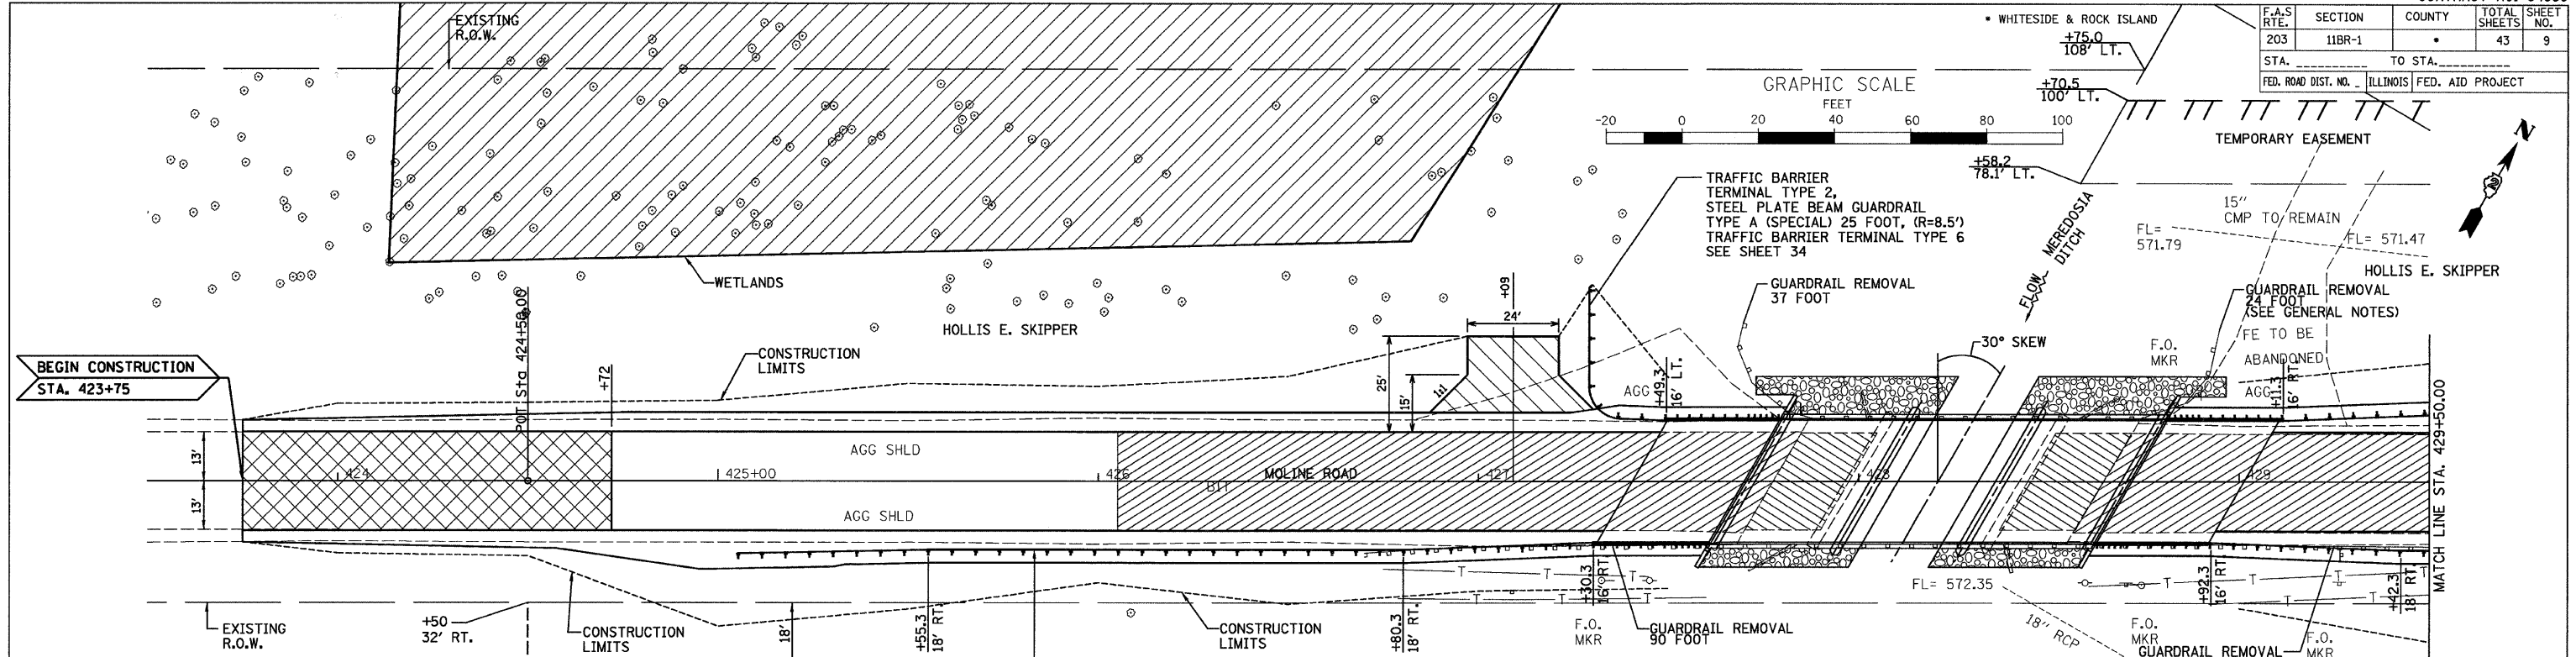 F.A.S RTE. SECTION COUNTY TOTAL SHEETS SHEET NO.
203 11BR-1 * 43 9
STA. __________ TO STA. __________
FED. ROAD DIST. NO. _ ILLINOIS FED. AID PROJECT
* WHITESIDE & ROCK ISLAND
EXISTING
R.O.W.
+75.0
108' LT.
+70.5
100' LT.
GRAPHIC SCALE
FEET
-20 0 20 40 60 80 100
TEMPORARY EASEMENT
N
+58.2
78.1' LT.
TRAFFIC BARRIER
TERMINAL TYPE 2,
STEEL PLATE BEAM GUARDRAIL
TYPE A (SPECIAL) 25 FOOT, (R=8.5')
TRAFFIC BARRIER TERMINAL TYPE 6
SEE SHEET 34
15"
CMP TO REMAIN
FL=
571.79
FL= 571.47
FLOW MEREDOSIA
DITCH
HOLLIS E. SKIPPER
WETLANDS
GUARDRAIL REMOVAL
37 FOOT
GUARDRAIL REMOVAL
24 FOOT
(SEE GENERAL NOTES)
+09
24'
HOLLIS E. SKIPPER
POT Sta 424+50.00
FE TO BE
ABANDONED
30° SKEW
F.O.
MKR
BEGIN CONSTRUCTION
STA. 423+75
CONSTRUCTION
LIMITS
+72
25'
15'
1:1
AGG
+49.3
16' LT.
AGG
+11.3
16' RT.
13'
13'
AGG SHLD
424
425+00
426
BIT
MOLINE ROAD
427
428
429
AGG SHLD
MATCH LINE STA. 429+50.00
T
T
T
T
T
T
T
FL= 572.35
EXISTING
R.O.W.
+50
32' RT.
CONSTRUCTION
LIMITS
18'
+55.3
18' RT.
CONSTRUCTION
LIMITS
+80.3
18' RT.
+30.3
16' RT.
F.O.
MKR
GUARDRAIL REMOVAL
90 FOOT
18" RCP
F.O.
MKR
+92.3
16' RT.
+42.3
18' RT.
F.O.
MKR
GUARDRAIL REMOVAL